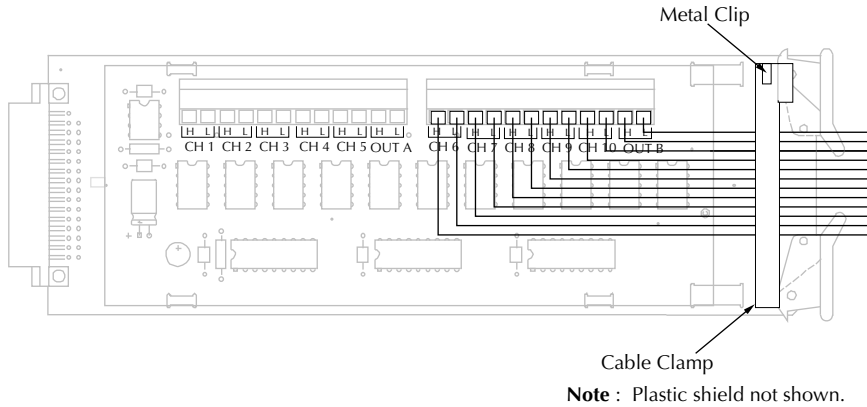 Metal Clip
H L H L H L H L H L H L H L H L H L H L H L H L
CH 1 CH 2 CH 3 CH 4 CH 5 OUT A CH 6 CH 7 CH 8 CH 9 CH 10 OUT B
+
Cable Clamp
Note : Plastic shield not shown.